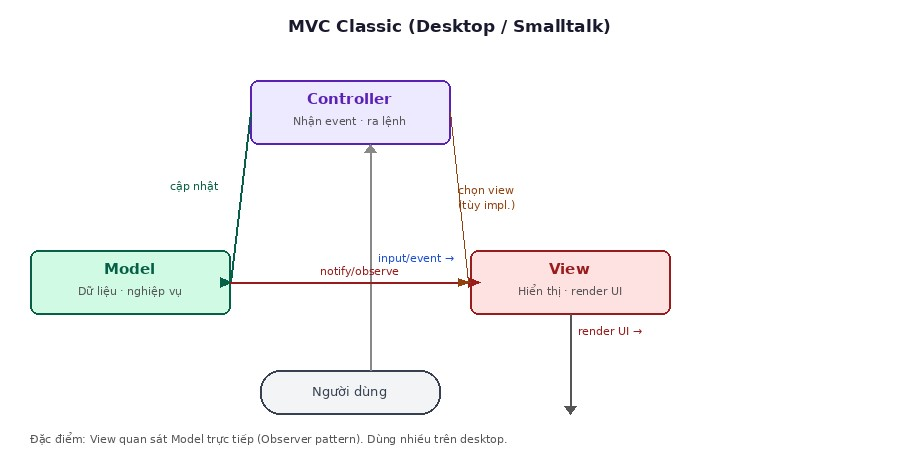 MVC Classic (Desktop / Smalltalk)
Controller
Nhận event · ra lệnh
cập nhật
chọn view
(tùy impl.)
input/event →
notify/observe
Model
Dữ liệu · nghiệp vụ
View
Hiển thị · render UI
render UI →
Người dùng
Đặc điểm: View quan sát Model trực tiếp (Observer pattern). Dùng nhiều trên desktop.